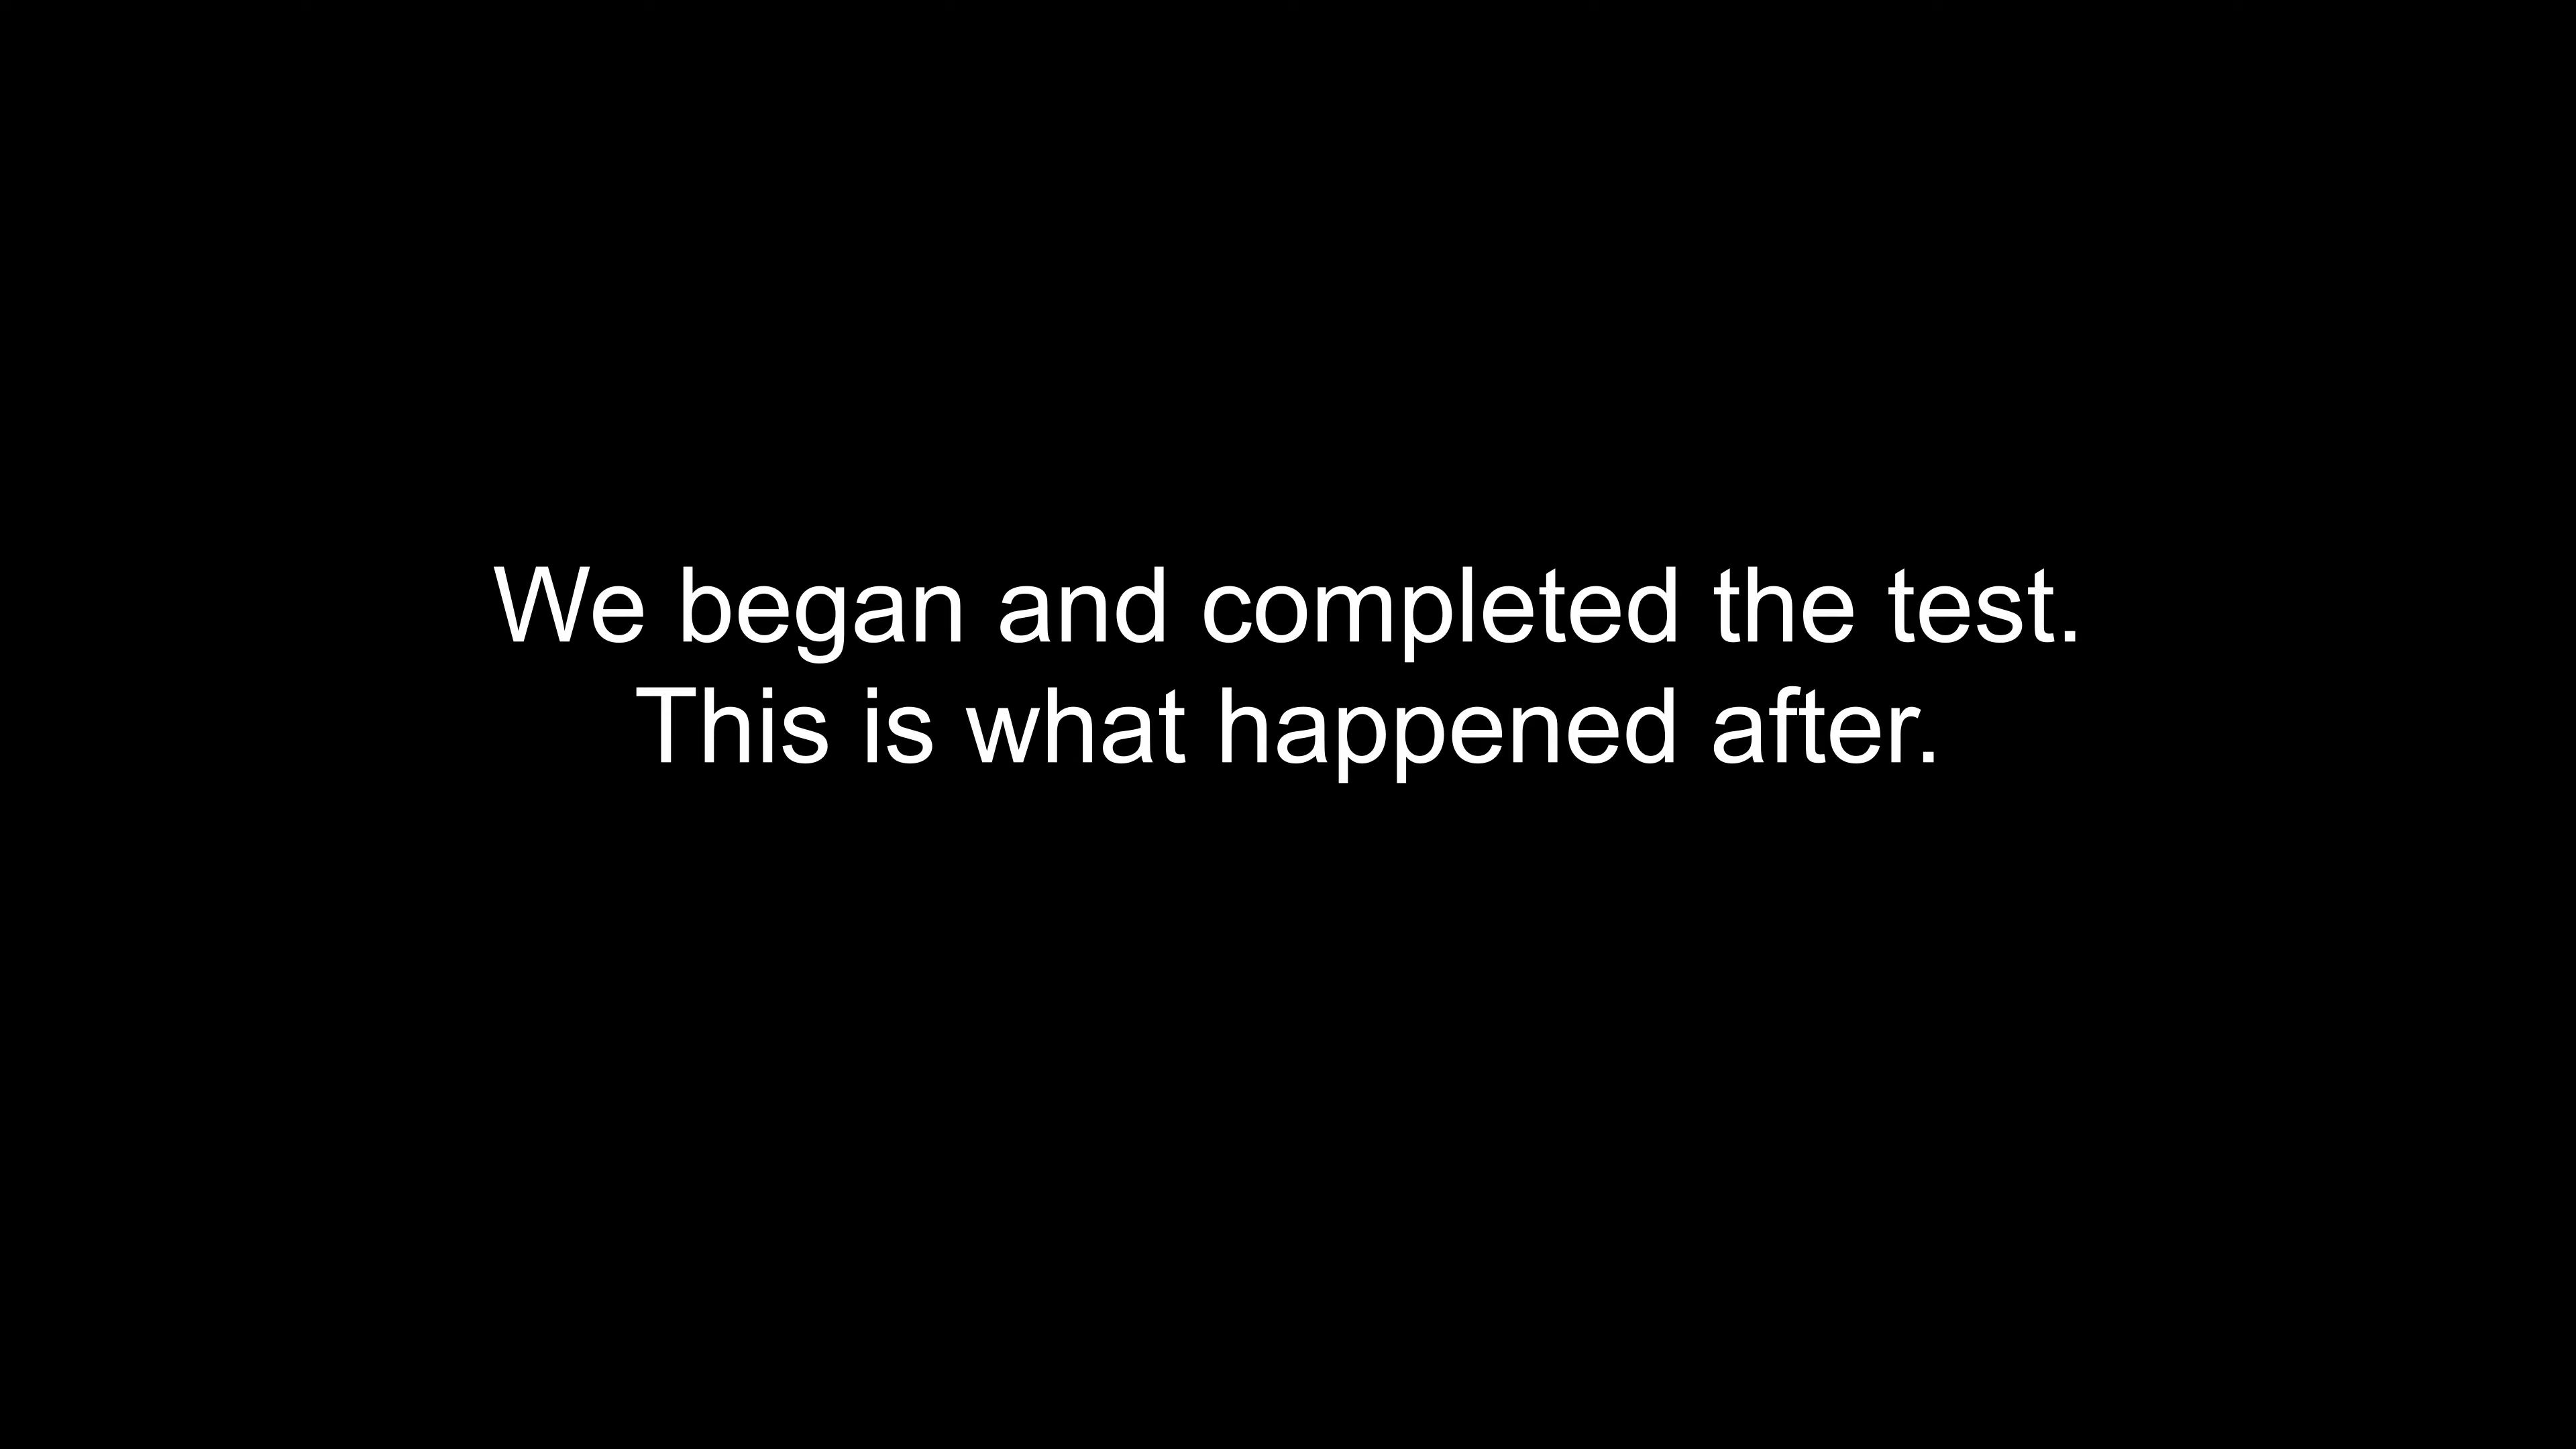 We began and completed the test.
This is what happened after.